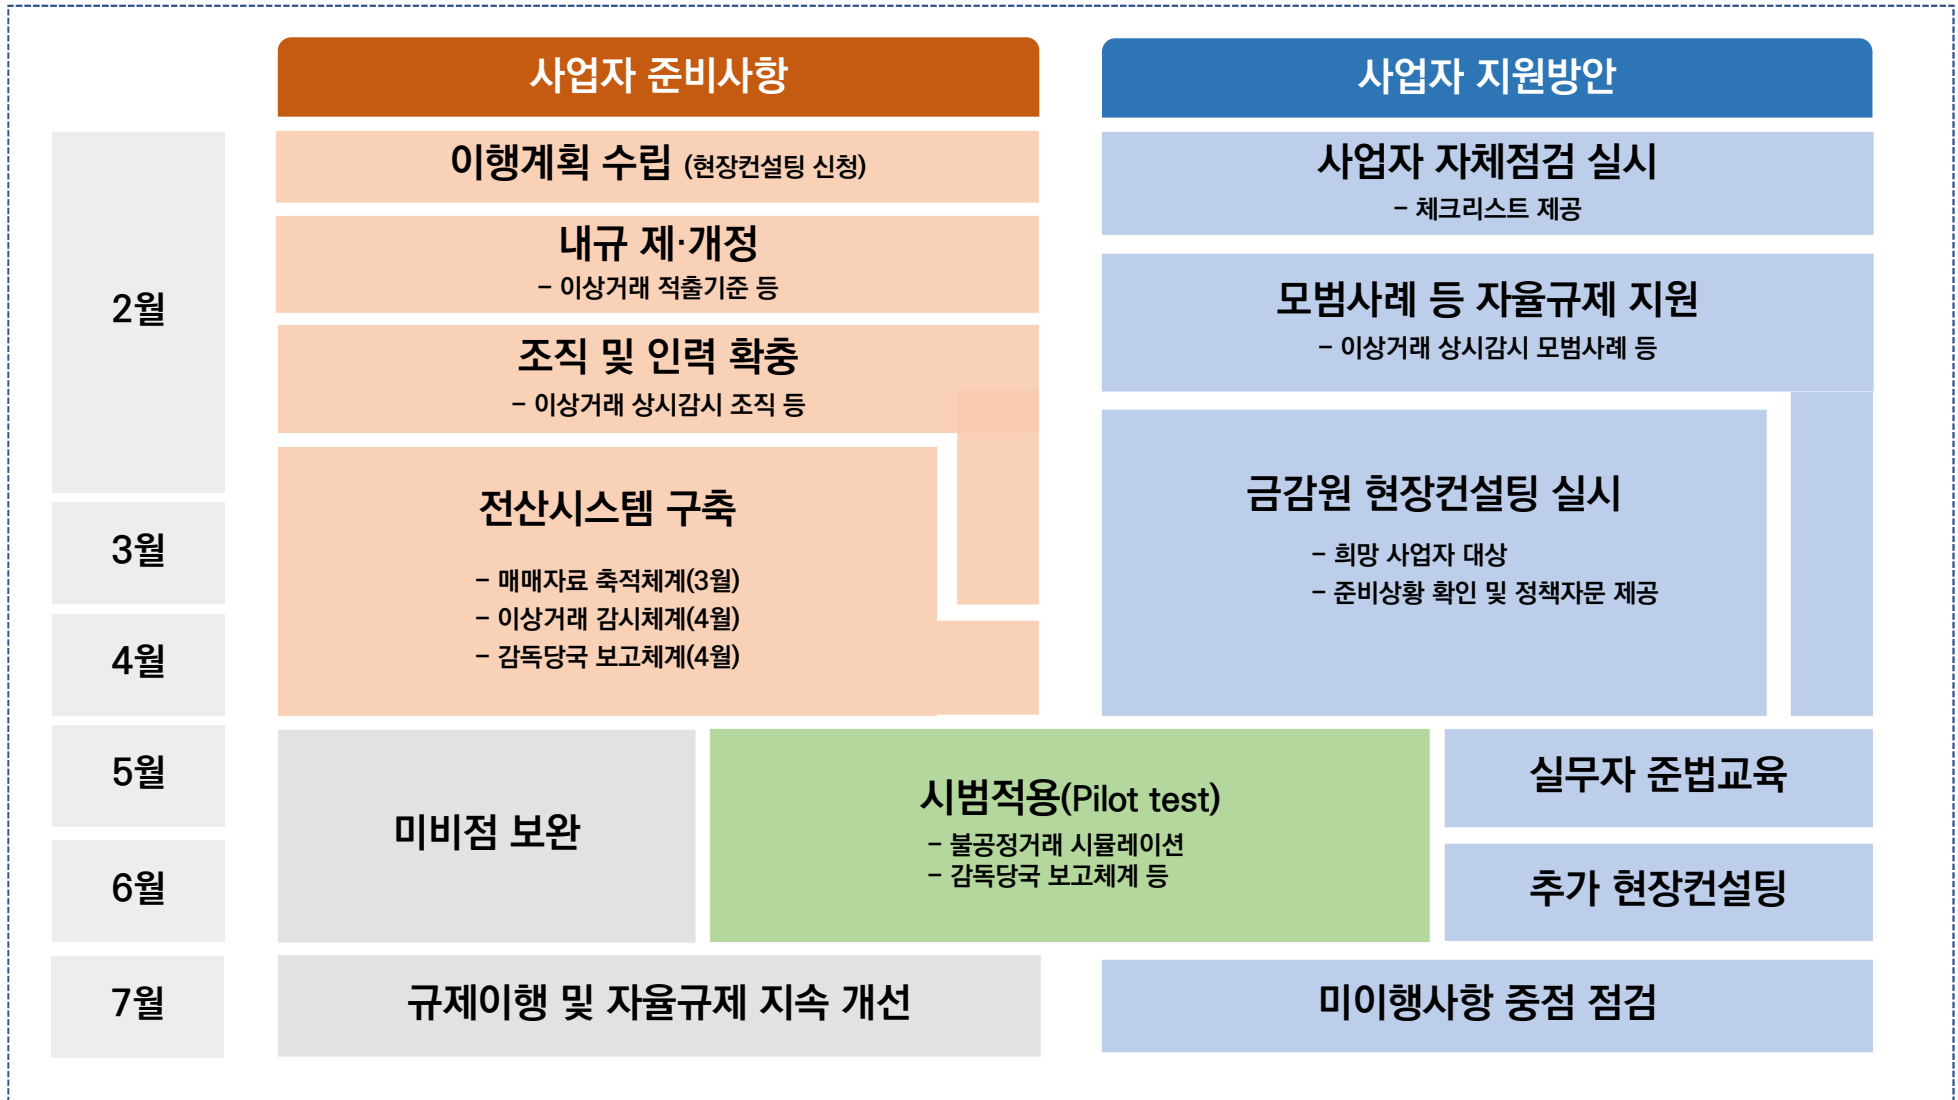 사업자 준비사항
사업자 지원방안
2월
이행계획 수립 (현장컨설팅 신청)
내규 제·개정
- 이상거래 적출기준 등
조직 및 인력 확충
- 이상거래 상시감시 조직 등
사업자 자체점검 실시
- 체크리스트 제공
모범사례 등 자율규제 지원
- 이상거래 상시감시 모범사례 등
3월
4월
전산시스템 구축
- 매매자료 축적체계(3월)
- 이상거래 감시체계(4월)
- 감독당국 보고체계(4월)
금감원 현장컨설팅 실시
- 희망 사업자 대상
- 준비상황 확인 및 정책자문 제공
5월
6월
미비점 보완
시범적용(Pilot test)
- 불공정거래 시뮬레이션
- 감독당국 보고체계 등
실무자 준법교육
추가 현장컨설팅
7월
규제이행 및 자율규제 지속 개선
미이행사항 중점 점검